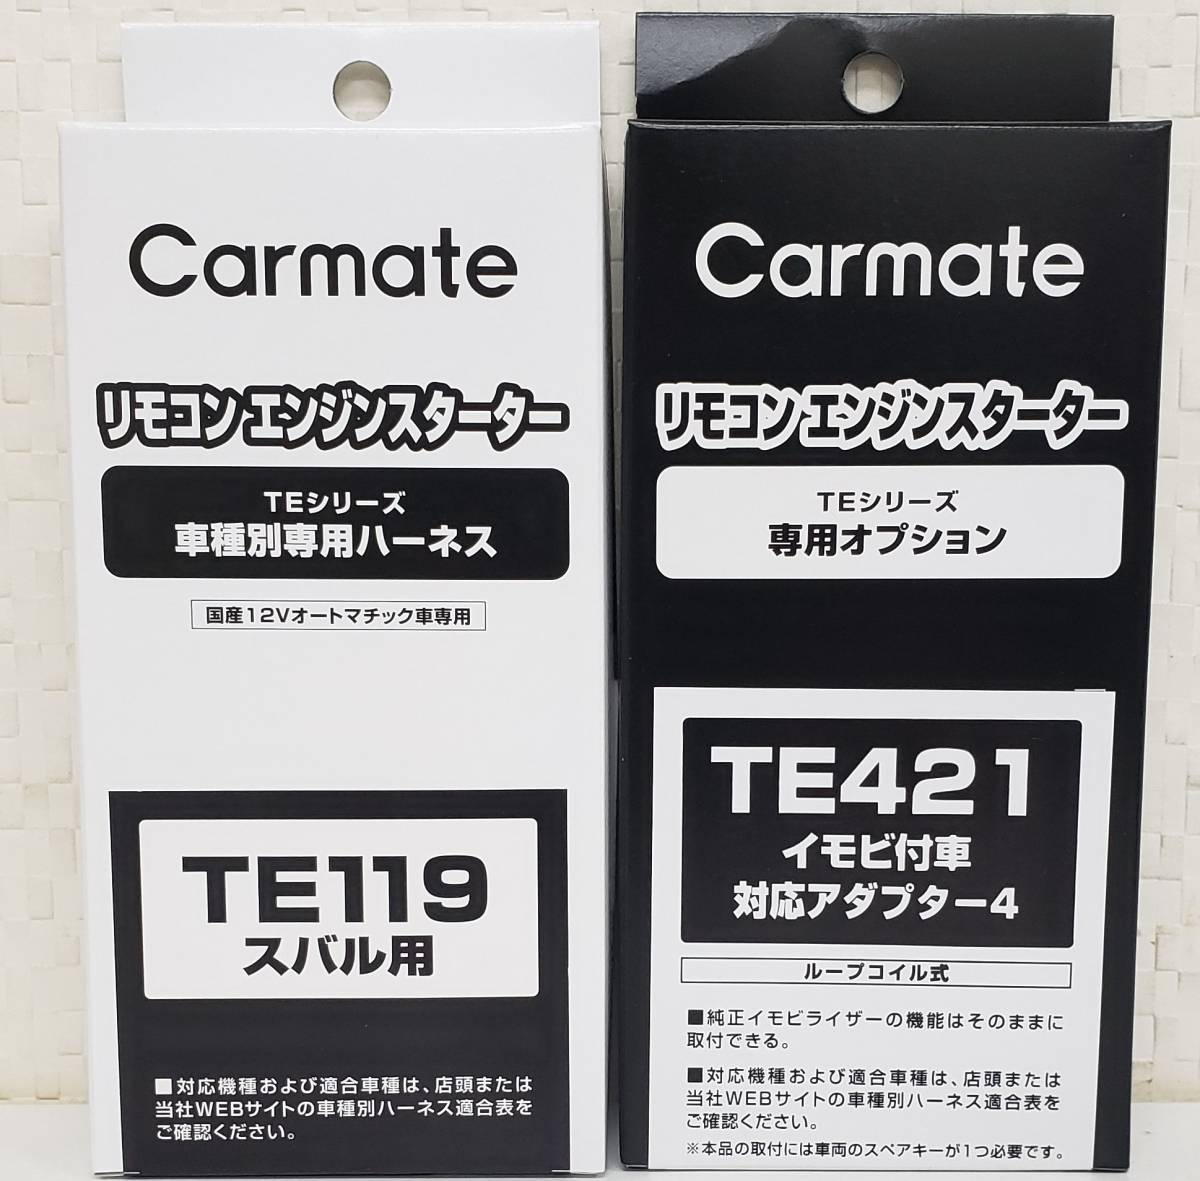 Carmate
リモコン エンジンスターター
TEシリーズ
車種別専用ハーネス
国産12Vオートマチック車専用
TE119
スバル用
■対応機種および適合車種は、店頭または
当社WEBサイトの車種別ハーネス適合表を
ご確認ください。
Carmate
リモコン エンジンスターター
TEシリーズ
専用オプション
TE421
イモビ付車
対応アダプター4
ループコイル式
■純正イモビライザーの機能はそのままに
取付できる。
■対応機種および適合車種は、店頭または
当社WEBサイトの車種別ハーネス適合表を
ご確認ください。
※本品の取付には車両のスペアキーが1つ必要です。